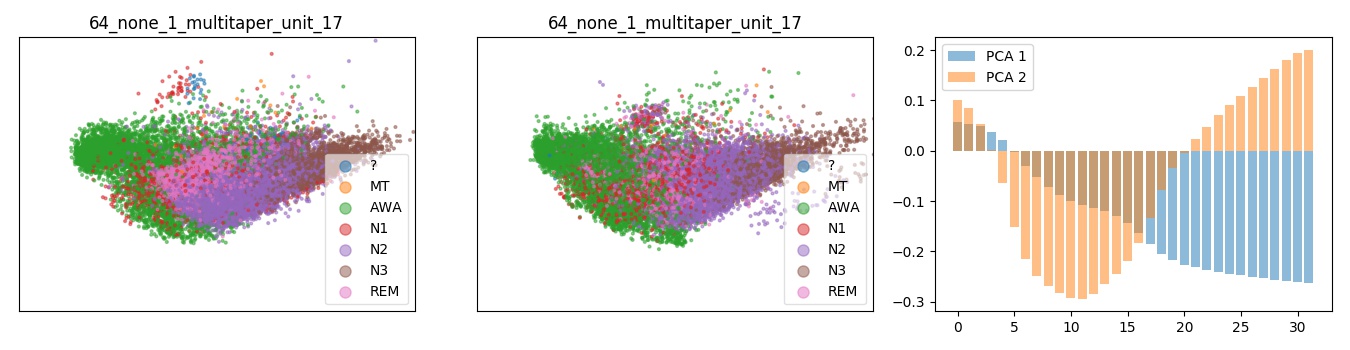 64_none_1_multitaper_unit_17
?
MT
AWA
N1
N2
N3
REM
64_none_1_multitaper_unit_17
?
MT
AWA
N1
N2
N3
REM
PCA 1
PCA 2
0.2
0.1
0.0
−0.1
−0.2
−0.3
0 5 10 15 20 25 30